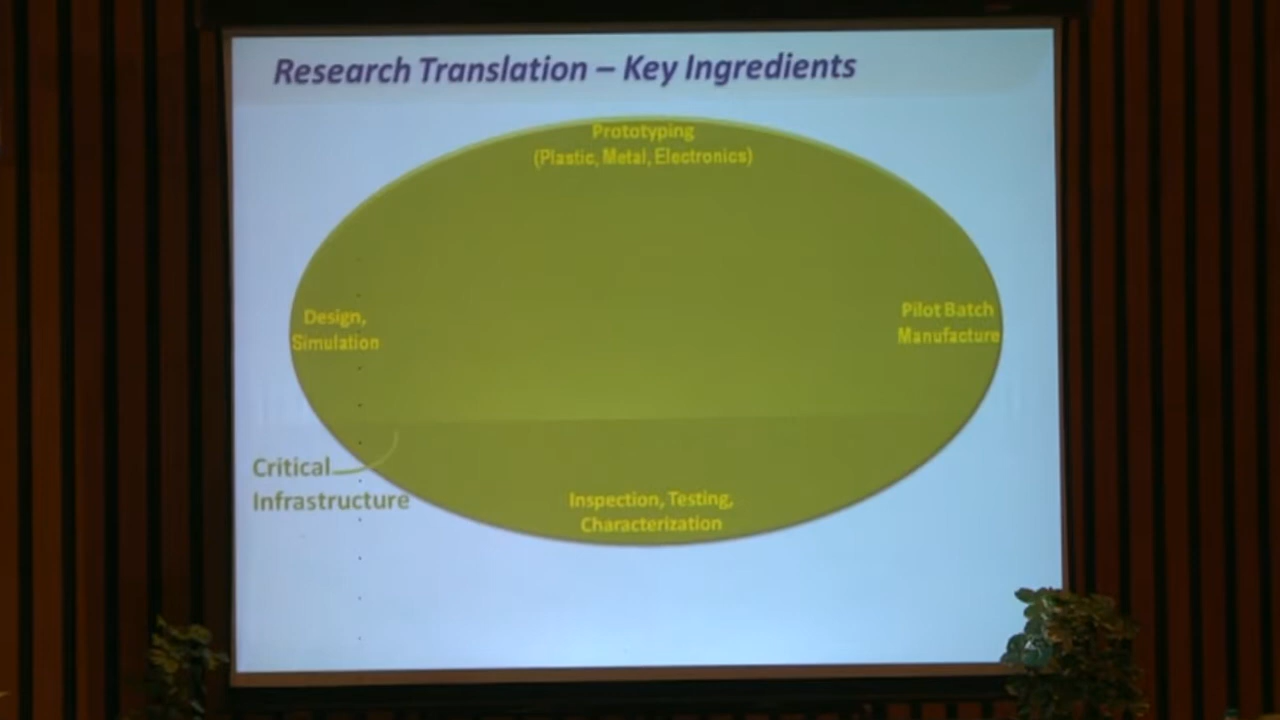 Research Translation – Key Ingredients
Prototyping
(Plastic, Metal, Electronics)
Design,
Simulation
Pilot Batch
Manufacture
Critical
Infrastructure
Inspection, Testing,
Characterization